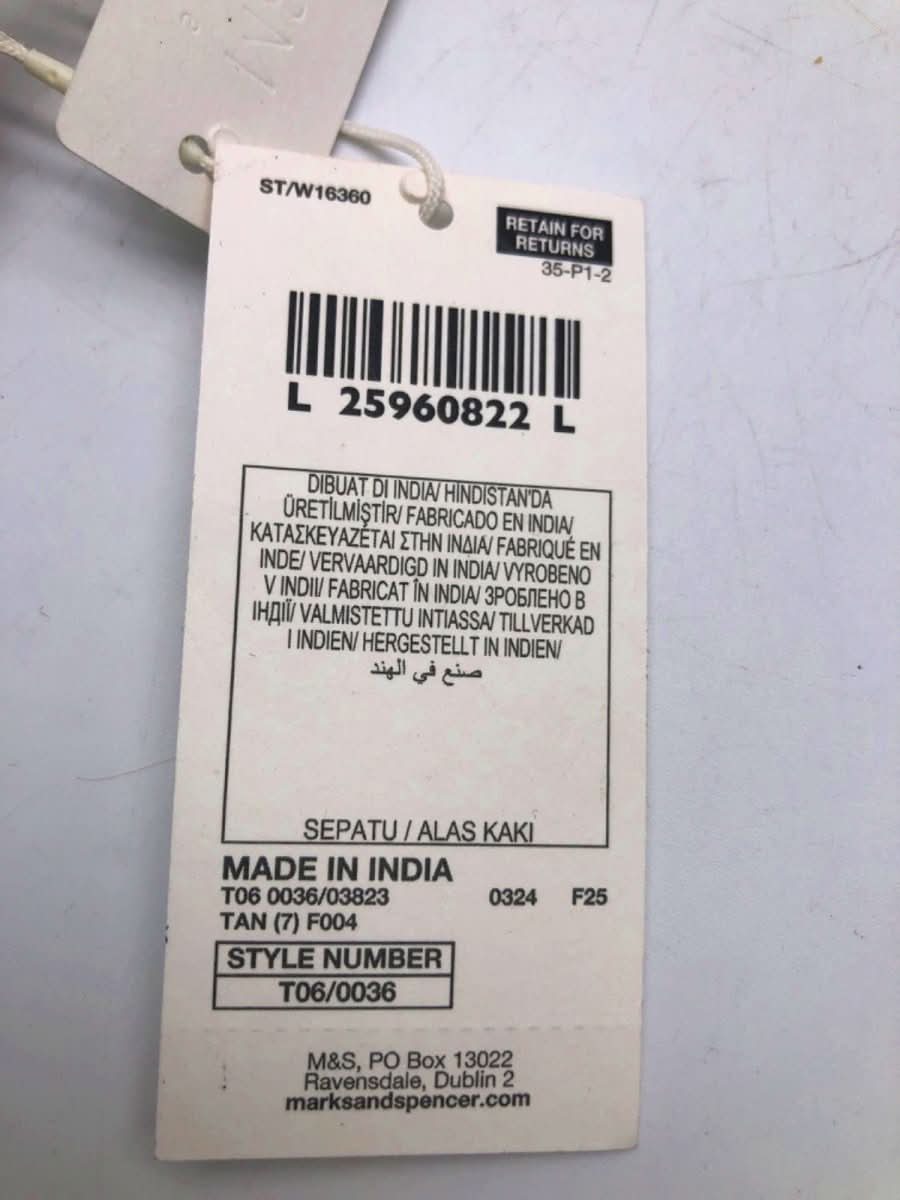 ST/W16360
RETAIN FOR
RETURNS
35-P1-2
L 25960822 L
DIBUAT DI INDIA/ HINDISTAN'DA
ÜRETİLMİŞTİR/ FABRICADO EN INDIA/
ΚΑΤΑΣΚΕΥΑΖΕΤΑΙ ΣΤΗΝ ΙΝΔΙΑ/ FABRIQUÉ EN
INDE/ VERVAARDIGD IN INDIA/ VYROBENO
V INDII/ FABRICAT ÎN INDIA/ ЗРОБЛЕНО В
ІНДІЇ/ VALMISTETTU INTIASSA/ TILLVERKAD
I INDIEN/ HERGESTELLT IN INDIEN/
صنع في الهند
SEPATU / ALAS KAKI
MADE IN INDIA
T06 0036/03823 0324 F25
TAN (7) F004
STYLE NUMBER
T06/0036
M&S, PO Box 13022
Ravensdale, Dublin 2
marksandspencer.com